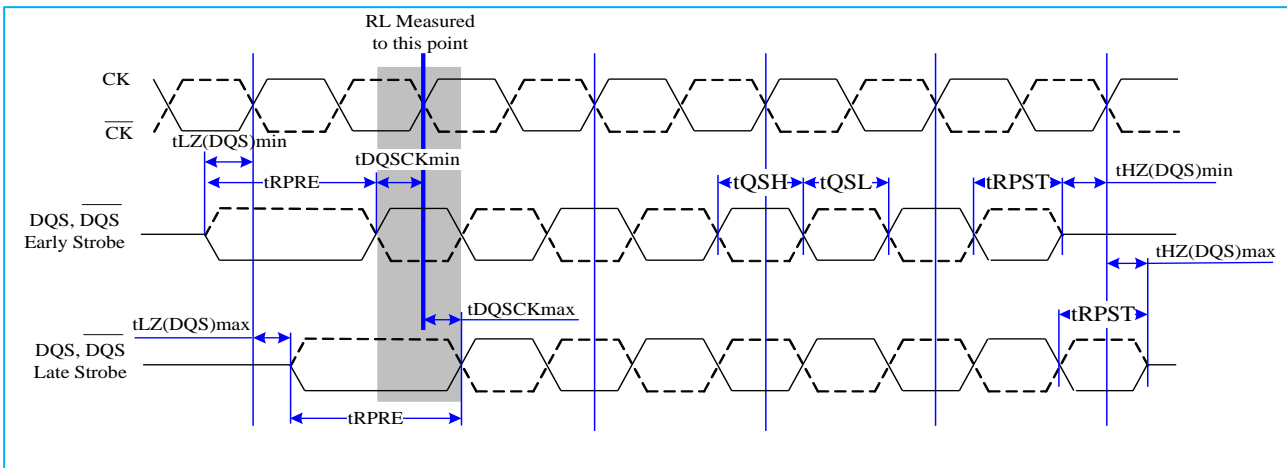 RL Measured
to this point
CK
CK
tLZ(DQS)min
tDQSCKmin
tRPRE
tQSH
tQSL
tRPST
tHZ(DQS)min
DQS, DQS
Early Strobe
tHZ(DQS)max
tLZ(DQS)max
tDQSCKmax
tRPST
DQS, DQS
Late Strobe
tRPRE